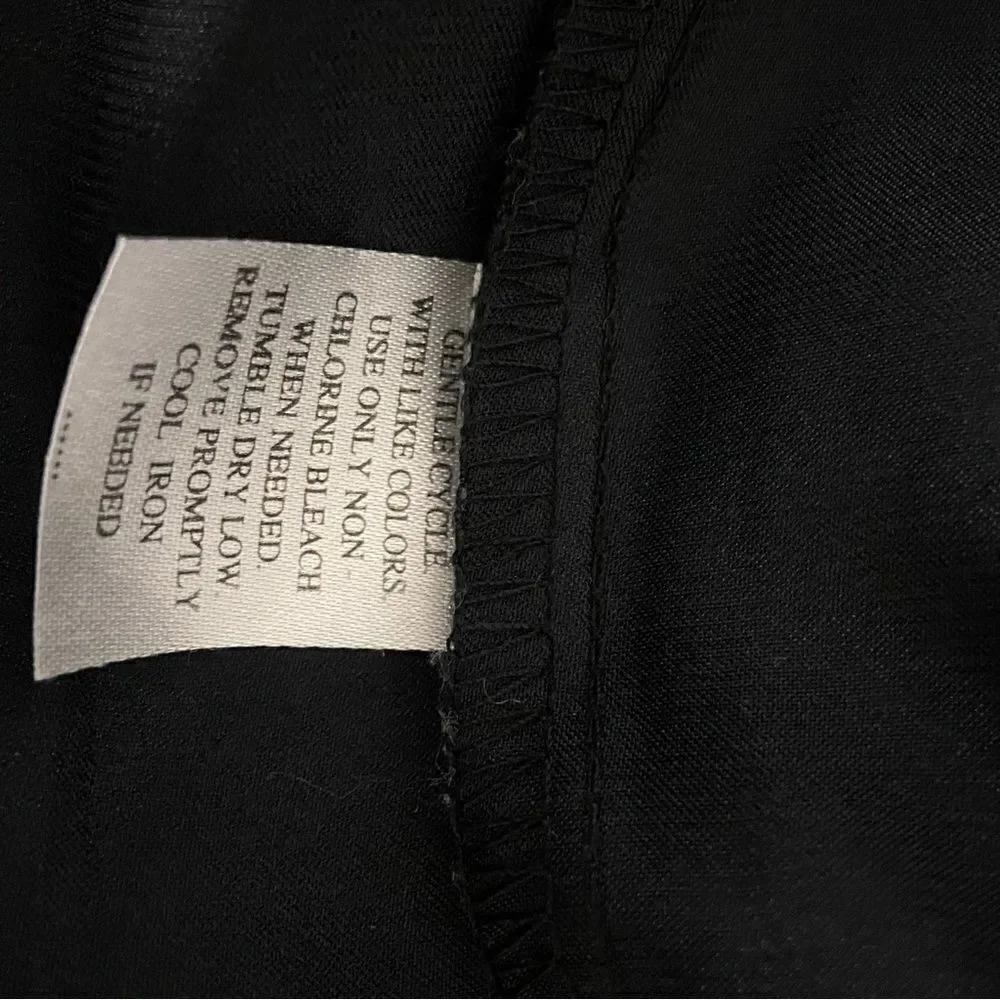 GENTLE CYCLE
WITH LIKE COLORS
USE ONLY NON -
CHLORINE BLEACH
WHEN NEEDED.
TUMBLE DRY LOW
REMOVE PROMPTLY
COOL IRON
IF NEEDED
......